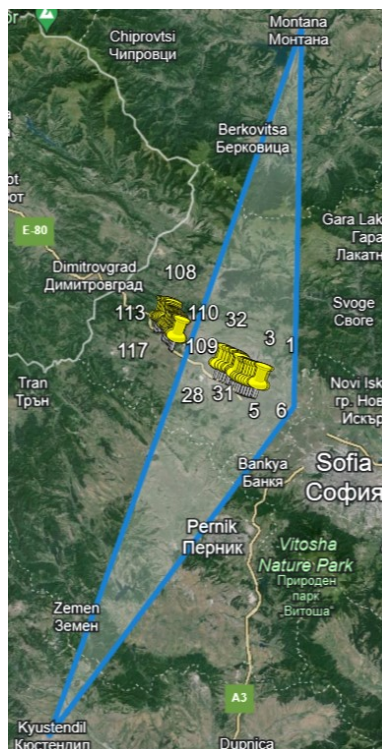 Montana
Монтана
Chiprovtsi
Чипровци
Berkovitsa
Берковица
E-80
Gara Lak
Гара
Лакатн
Dimitrovgrad
Димитровград
108
Svoge
Своге
113
110
32
3
1
117
109
Tran
Трън
28
31
5
6
Novi Isk
гр. Нов
Искър
Bankya
Банкя
Sofia
София
Pernik
Перник
Vitosha
Nature Park
Природен
парк
"Витоша"
Zemen
Земен
A3
Kyustendil
Кюстендил
Dupnica